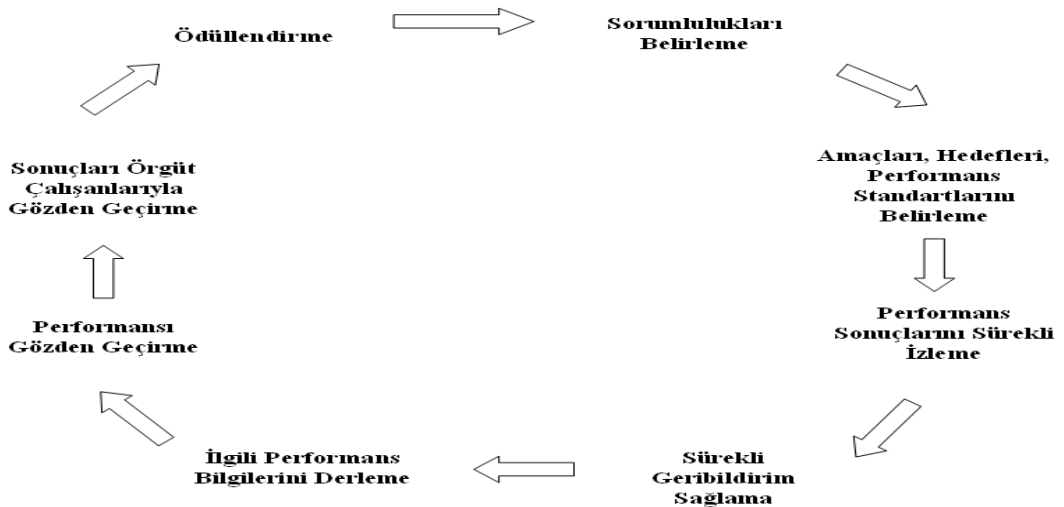 Ödüllendirme
Sorumlulukları
Belirleme
Amaçları, Hedefleri,
Performans
Standartlarını
Belirleme
Performans
Sonuçlarını Sürekli
İzleme
Sürekli
Geribildirim
Sağlama
İlgili Performans
Bilgilerini Derleme
Performansı
Gözden Geçirme
Sonuçları Örgüt
Çalışanlarıyla
Gözden Geçirme